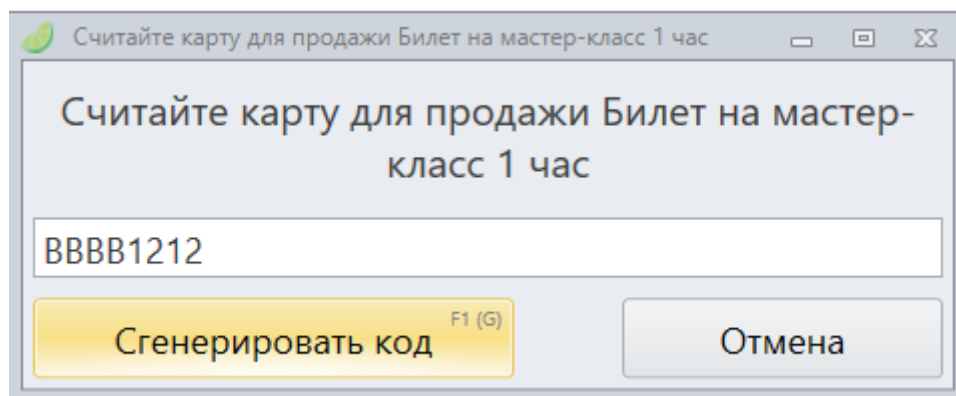 Считайте карту для продажи Билет на мастер-класс 1 час
Считайте карту для продажи Билет на мастер-
класс 1 час
BBBB1212
Сгенерировать код F1 (G)
Отмена